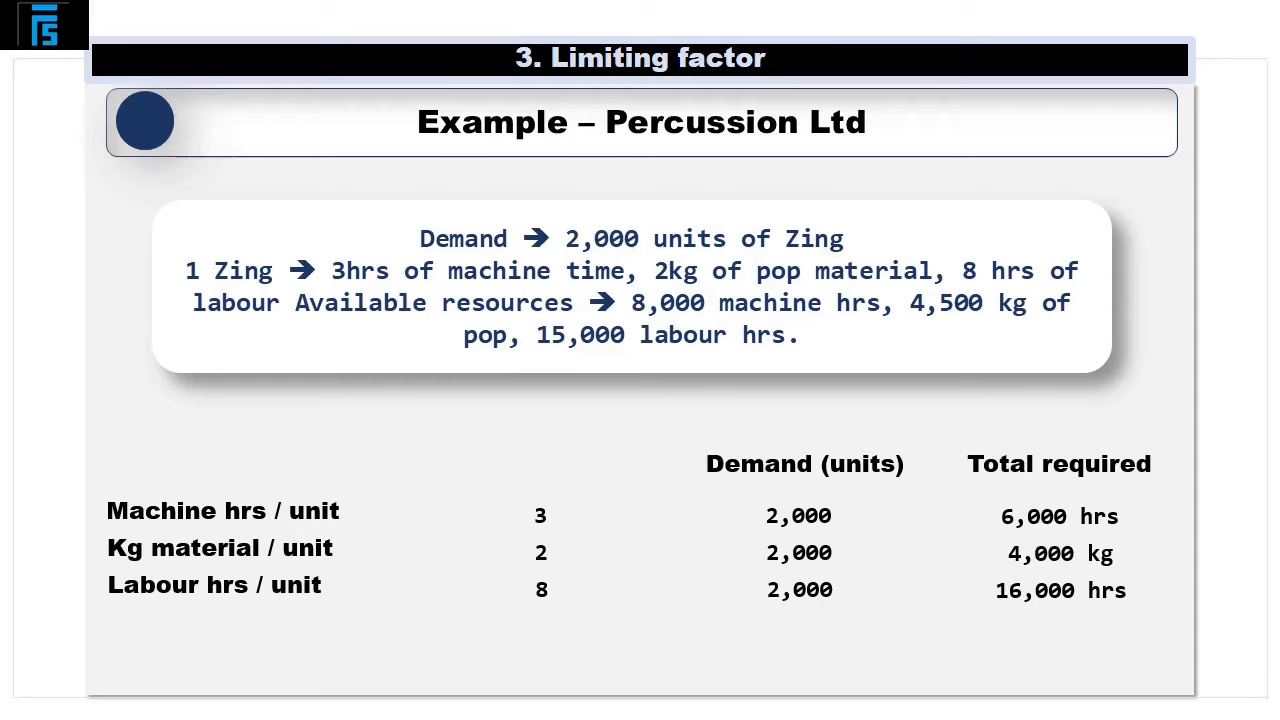 FS
3. Limiting factor
Example – Percussion Ltd
Demand ➔ 2,000 units of Zing
1 Zing ➔ 3hrs of machine time, 2kg of pop material, 8 hrs of
labour Available resources ➔ 8,000 machine hrs, 4,500 kg of
pop, 15,000 labour hrs.
Demand (units) Total required
Machine hrs / unit 3 2,000 6,000 hrs
Kg material / unit 2 2,000 4,000 kg
Labour hrs / unit 8 2,000 16,000 hrs